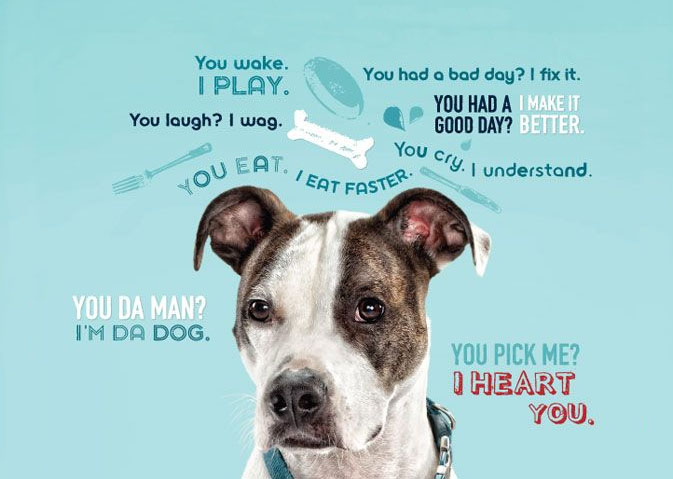 You wake.
I PLAY.
You had a bad day? I fix it.
You laugh? I wag.
YOU HAD A GOOD DAY?
I MAKE IT BETTER.
You cry. I understand.
YOU EAT. I EAT FASTER.
YOU DA MAN?
I'M DA DOG.
YOU PICK ME?
I HEART
YOU.